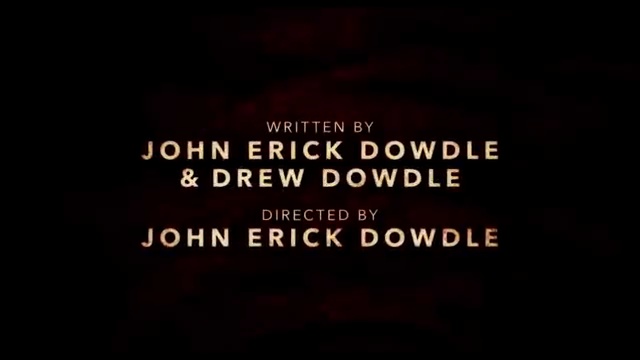 WRITTEN BY
JOHN ERICK DOWDLE
& DREW DOWDLE
DIRECTED BY
JOHN ERICK DOWDLE